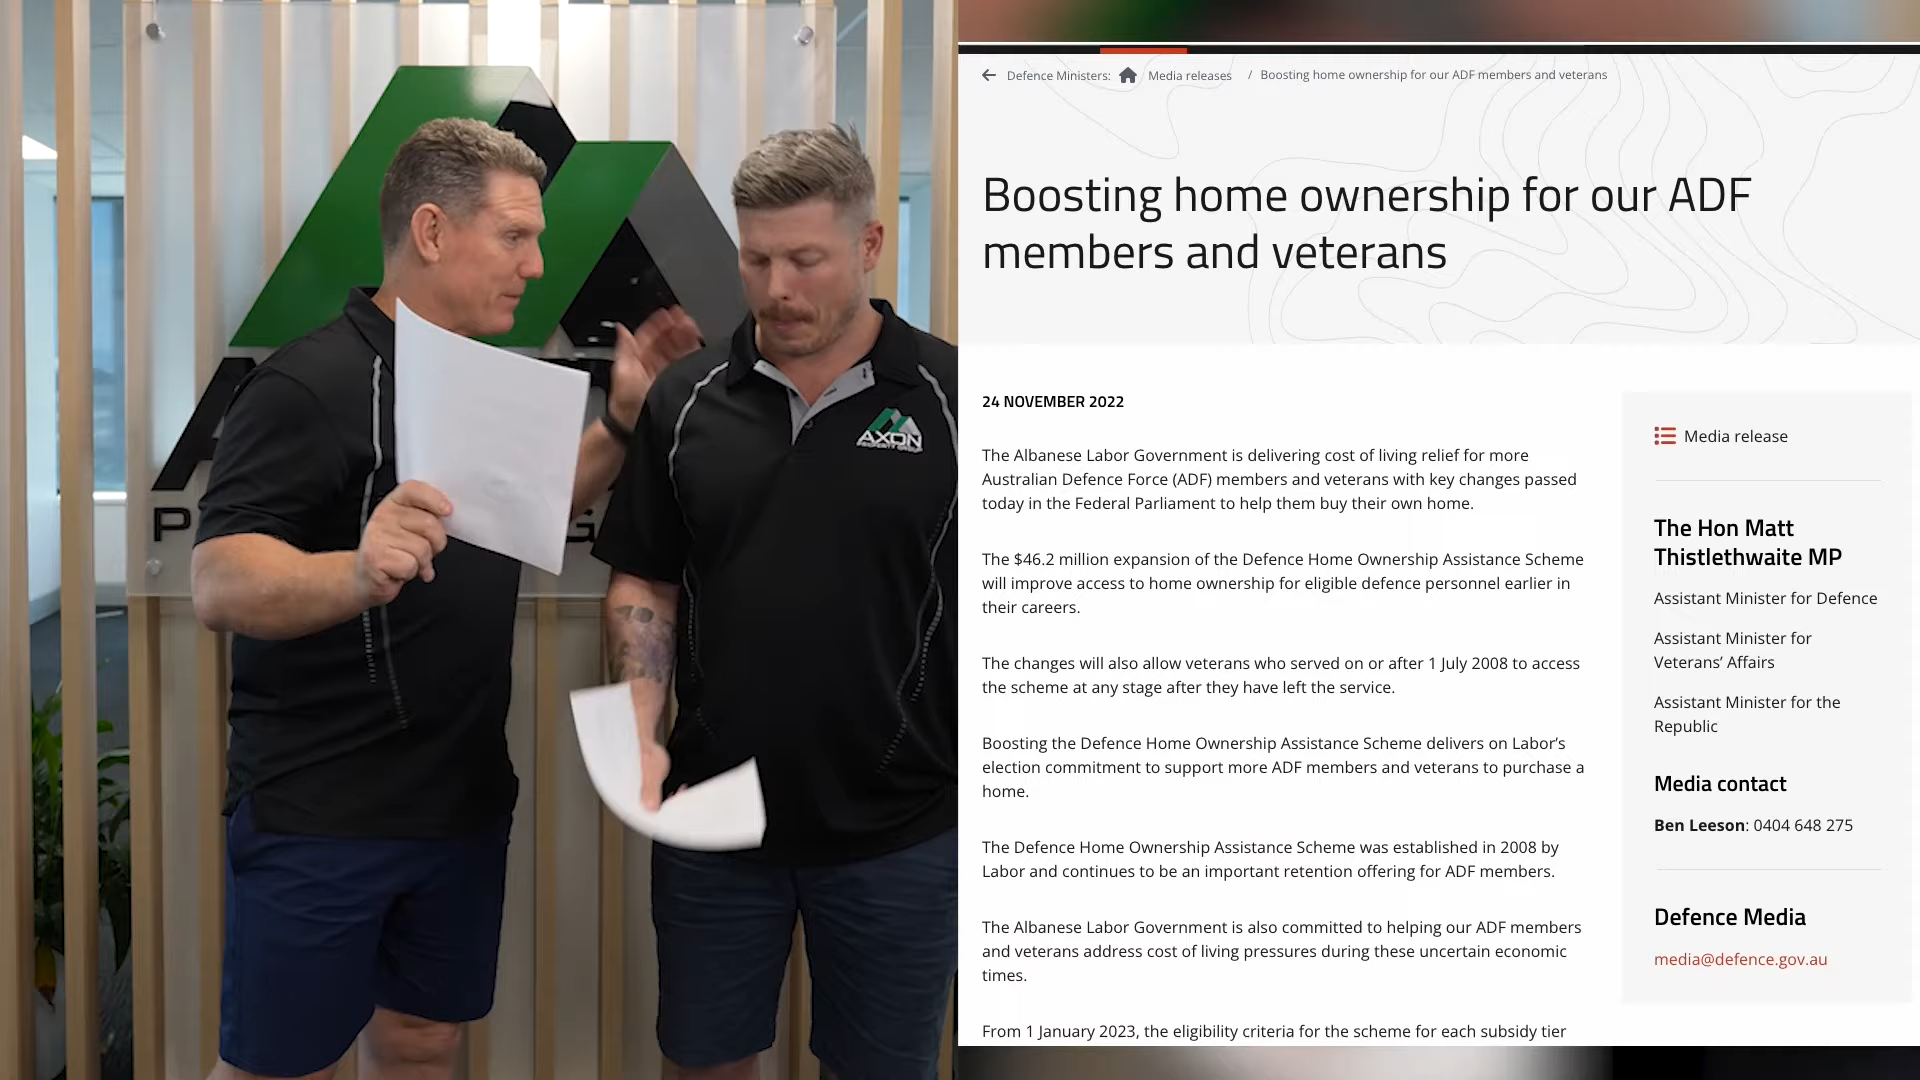 P
G
AXON
PROPERTY GROUP
Defence Ministers:
Media releases
/ Boosting home ownership for our ADF members and veterans
Boosting home ownership for our ADF
members and veterans
24 NOVEMBER 2022
The Albanese Labor Government is delivering cost of living relief for more
Australian Defence Force (ADF) members and veterans with key changes passed
today in the Federal Parliament to help them buy their own home.
The $46.2 million expansion of the Defence Home Ownership Assistance Scheme
will improve access to home ownership for eligible defence personnel earlier in
their careers.
The changes will also allow veterans who served on or after 1 July 2008 to access
the scheme at any stage after they have left the service.
Boosting the Defence Home Ownership Assistance Scheme delivers on Labor’s
election commitment to support more ADF members and veterans to purchase a
home.
The Defence Home Ownership Assistance Scheme was established in 2008 by
Labor and continues to be an important retention offering for ADF members.
The Albanese Labor Government is also committed to helping our ADF members
and veterans address cost of living pressures during these uncertain economic
times.
From 1 January 2023, the eligibility criteria for the scheme for each subsidy tier
Media release
The Hon Matt
Thistlethwaite MP
Assistant Minister for Defence
Assistant Minister for
Veterans’ Affairs
Assistant Minister for the
Republic
Media contact
Ben Leeson: 0404 648 275
Defence Media
media@defence.gov.au